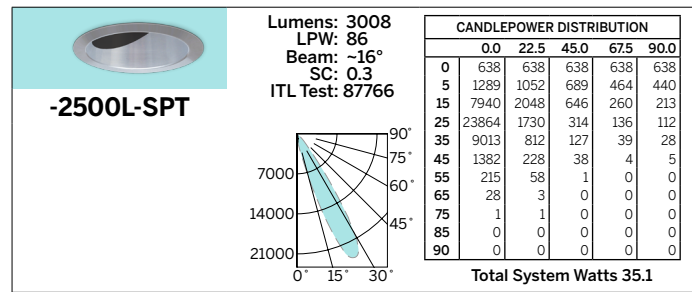 -2500L-SPT
Lumens: 3008
LPW: 86
Beam: ~16°
SC: 0.3
ITL Test: 87766
90°
75°
60°
45°
7000
14000
21000
0° 15° 30°
CANDLEPOWER DISTRIBUTION
0.0 22.5 45.0 67.5 90.0
0 638 638 638 638 638
5 1289 1052 689 464 440
15 7940 2048 646 260 213
25 23864 1730 314 136 112
35 9013 812 127 39 28
45 1382 228 38 4 5
55 215 58 1 0 0
65 28 3 0 0 0
75 1 1 0 0 0
85 0 0 0 0 0
90 0 0 0 0 0
Total System Watts 35.1